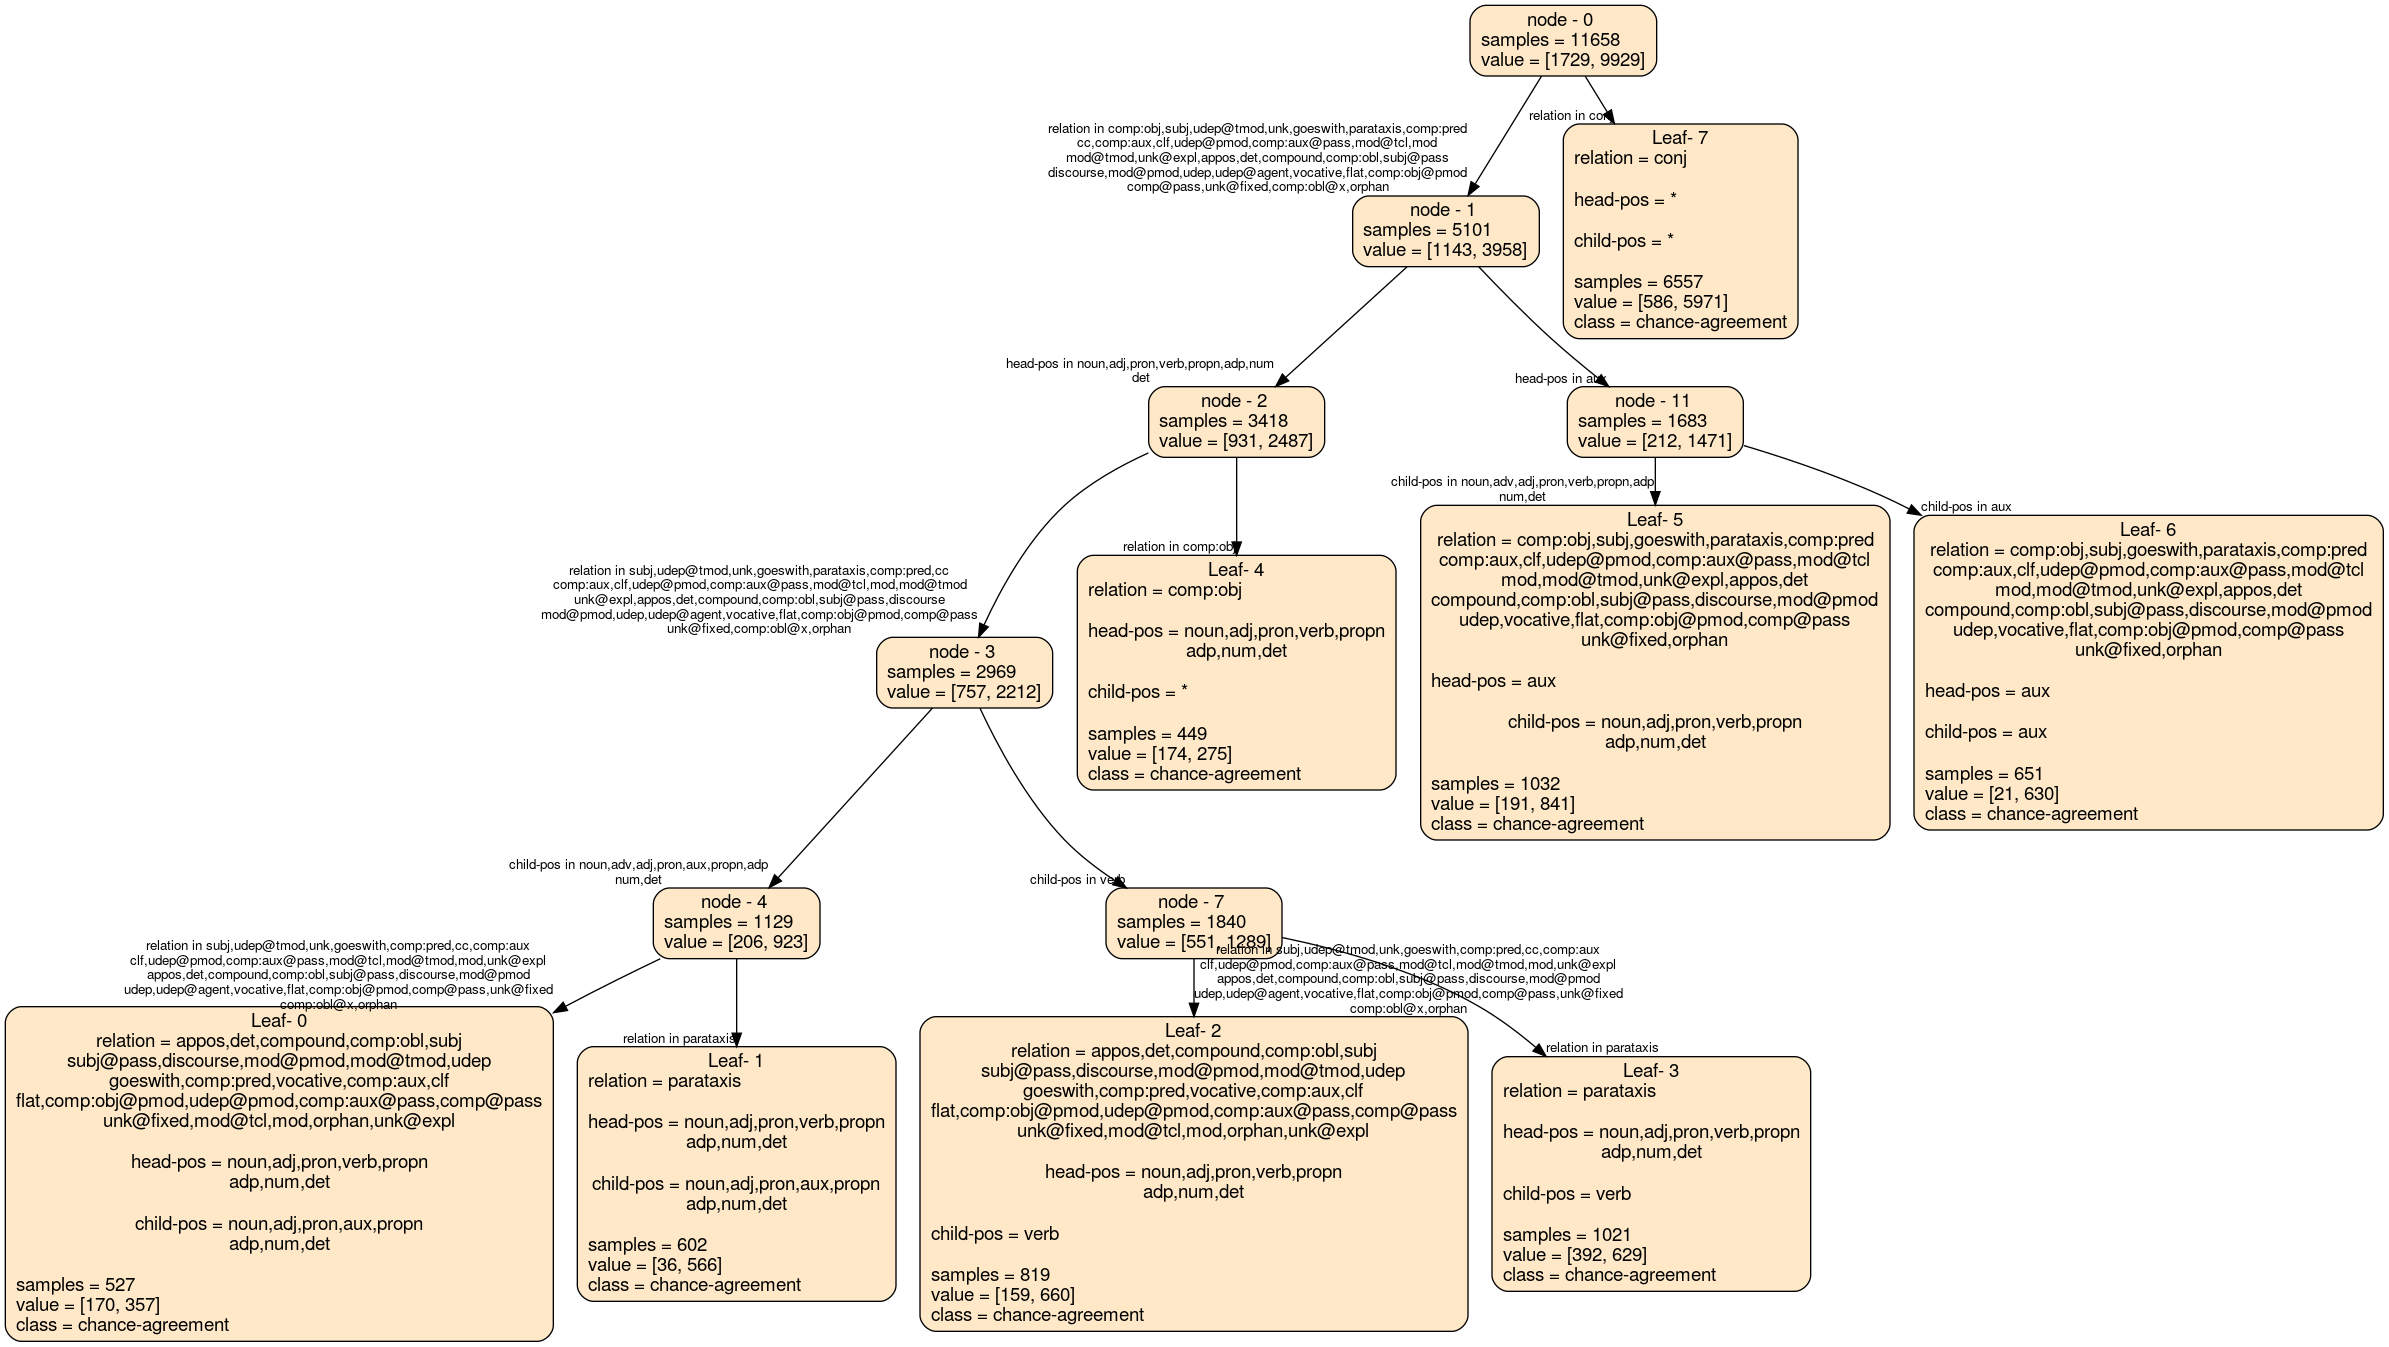 node - 0
samples = 11658
value = [1729, 9929]
relation in comp:obj,subj,udep@tmod,unk,goeswith,parataxis,comp:pred
cc,comp:aux,clf,udep@pmod,comp:aux@pass,mod@tcl,mod
mod@tmod,unk@expl,appos,det,compound,comp:obl,subj@pass
discourse,mod@pmod,udep,udep@agent,vocative,flat,comp:obj@pmod
comp@pass,unk@fixed,comp:obl@x,orphan
relation in conj
Leaf- 7
relation = conj
head-pos = *
child-pos = *
samples = 6557
value = [586, 5971]
class = chance-agreement
node - 1
samples = 5101
value = [1143, 3958]
head-pos in noun,adj,pron,verb,propn,adp,num
det
head-pos in aux
node - 2
samples = 3418
value = [931, 2487]
node - 11
samples = 1683
value = [212, 1471]
relation in subj,udep@tmod,unk,goeswith,parataxis,comp:pred,cc
comp:aux,clf,udep@pmod,comp:aux@pass,mod@tcl,mod,mod@tmod
unk@expl,appos,det,compound,comp:obl,subj@pass,discourse
mod@pmod,udep,udep@agent,vocative,flat,comp:obj@pmod,comp@pass
unk@fixed,comp:obl@x,orphan
relation in comp:obj
Leaf- 4
relation = comp:obj
head-pos = noun,adj,pron,verb,propn
adp,num,det
child-pos = *
samples = 449
value = [174, 275]
class = chance-agreement
child-pos in noun,adv,adj,pron,verb,propn,adp
num,det
Leaf- 5
relation = comp:obj,subj,goeswith,parataxis,comp:pred
comp:aux,clf,udep@pmod,comp:aux@pass,mod@tcl
mod,mod@tmod,unk@expl,appos,det
compound,comp:obl,subj@pass,discourse,mod@pmod
udep,vocative,flat,comp:obj@pmod,comp@pass
unk@fixed,orphan
head-pos = aux
child-pos = noun,adj,pron,verb,propn
adp,num,det
samples = 1032
value = [191, 841]
class = chance-agreement
child-pos in aux
Leaf- 6
relation = comp:obj,subj,goeswith,parataxis,comp:pred
comp:aux,clf,udep@pmod,comp:aux@pass,mod@tcl
mod,mod@tmod,unk@expl,appos,det
compound,comp:obl,subj@pass,discourse,mod@pmod
udep,vocative,flat,comp:obj@pmod,comp@pass
unk@fixed,orphan
head-pos = aux
child-pos = aux
samples = 651
value = [21, 630]
class = chance-agreement
node - 3
samples = 2969
value = [757, 2212]
child-pos in noun,adv,adj,pron,aux,propn,adp
num,det
child-pos in verb
node - 4
samples = 1129
value = [206, 923]
node - 7
samples = 1840
value = [551, 1289]
relation in subj,udep@tmod,unk,goeswith,comp:pred,cc,comp:aux
clf,udep@pmod,comp:aux@pass,mod@tcl,mod@tmod,mod,unk@expl
appos,det,compound,comp:obl,subj@pass,discourse,mod@pmod
udep,udep@agent,vocative,flat,comp:obj@pmod,comp@pass,unk@fixed
comp:obl@x,orphan
Leaf- 0
relation = appos,det,compound,comp:obl,subj
subj@pass,discourse,mod@pmod,mod@tmod,udep
goeswith,comp:pred,vocative,comp:aux,clf
flat,comp:obj@pmod,udep@pmod,comp:aux@pass,comp@pass
unk@fixed,mod@tcl,mod,orphan,unk@expl
head-pos = noun,adj,pron,verb,propn
adp,num,det
child-pos = noun,adj,pron,aux,propn
adp,num,det
samples = 527
value = [170, 357]
class = chance-agreement
relation in parataxis
Leaf- 1
relation = parataxis
head-pos = noun,adj,pron,verb,propn
adp,num,det
child-pos = noun,adj,pron,aux,propn
adp,num,det
samples = 602
value = [36, 566]
class = chance-agreement
relation in subj,udep@tmod,unk,goeswith,comp:pred,cc,comp:aux
clf,udep@pmod,comp:aux@pass,mod@tcl,mod@tmod,mod,unk@expl
appos,det,compound,comp:obl,subj@pass,discourse,mod@pmod
udep,udep@agent,vocative,flat,comp:obj@pmod,comp@pass,unk@fixed
comp:obl@x,orphan
Leaf- 2
relation = appos,det,compound,comp:obl,subj
subj@pass,discourse,mod@pmod,mod@tmod,udep
goeswith,comp:pred,vocative,comp:aux,clf
flat,comp:obj@pmod,udep@pmod,comp:aux@pass,comp@pass
unk@fixed,mod@tcl,mod,orphan,unk@expl
head-pos = noun,adj,pron,verb,propn
adp,num,det
child-pos = verb
samples = 819
value = [159, 660]
class = chance-agreement
relation in parataxis
Leaf- 3
relation = parataxis
head-pos = noun,adj,pron,verb,propn
adp,num,det
child-pos = verb
samples = 1021
value = [392, 629]
class = chance-agreement